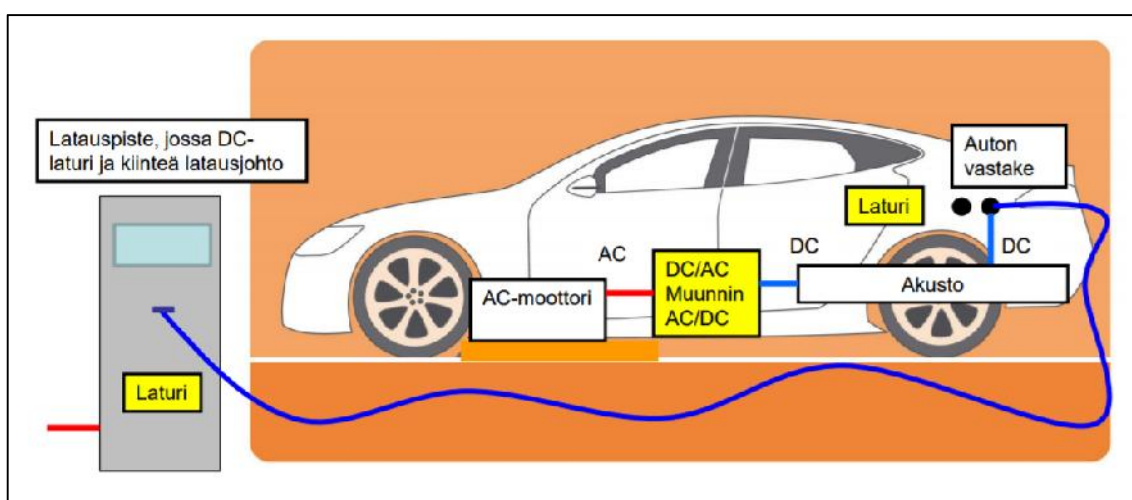 Latauspiste, jossa DC-
laturi ja kiinteä latausjohto
Laturi
AC-moottori
AC
DC/AC
Muunnin
AC/DC
DC
Laturi
Auton
vastake
DC
Akusto